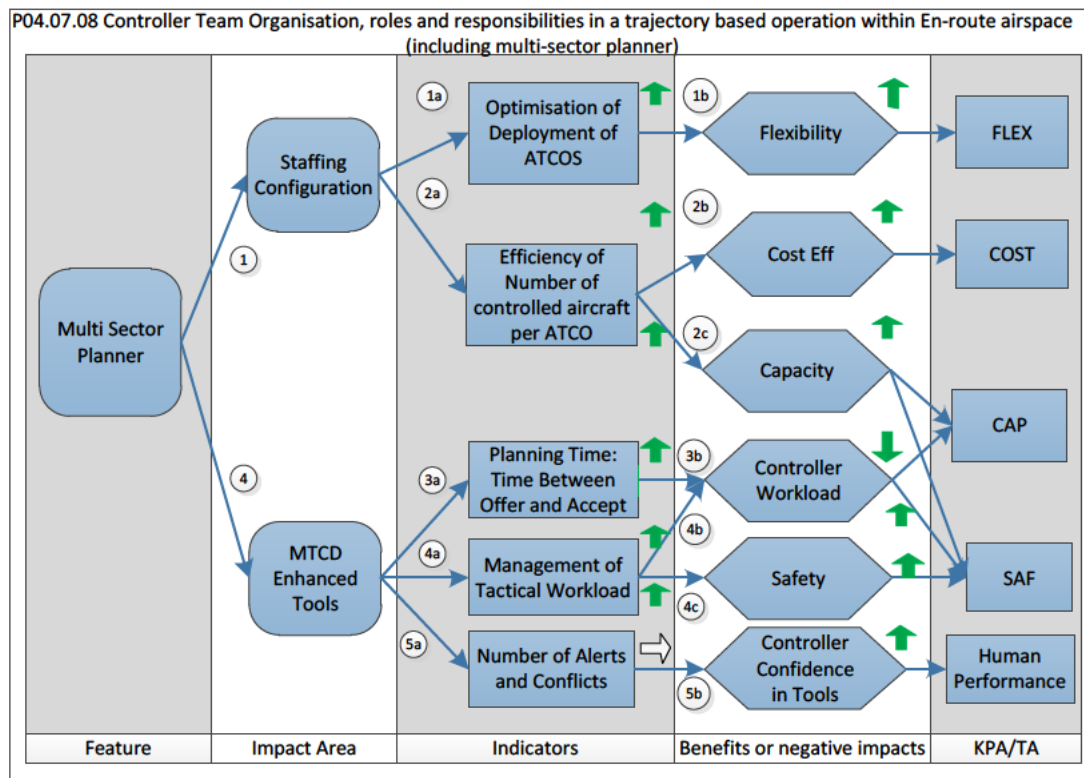 P04.07.08 Controller Team Organisation, roles and responsibilities in a trajectory based operation within En-route airspace
(including multi-sector planner)
Multi Sector
Planner
1
4
Staffing
Configuration
MTCD
Enhanced
Tools
1a
2a
3a
4a
5a
Optimisation of
Deployment of
ATCOS
Efficiency of
Number of
controlled aircraft
per ATCO
Planning Time:
Time Between
Offer and Accept
Management of
Tactical Workload
Number of Alerts
and Conflicts
1b
2b
2c
3b
4b
4c
5b
Flexibility
Cost Eff
Capacity
Controller
Workload
Safety
Controller
Confidence
in Tools
FLEX
COST
CAP
SAF
Human
Performance
Feature
Impact Area
Indicators
Benefits or negative impacts
KPA/TA